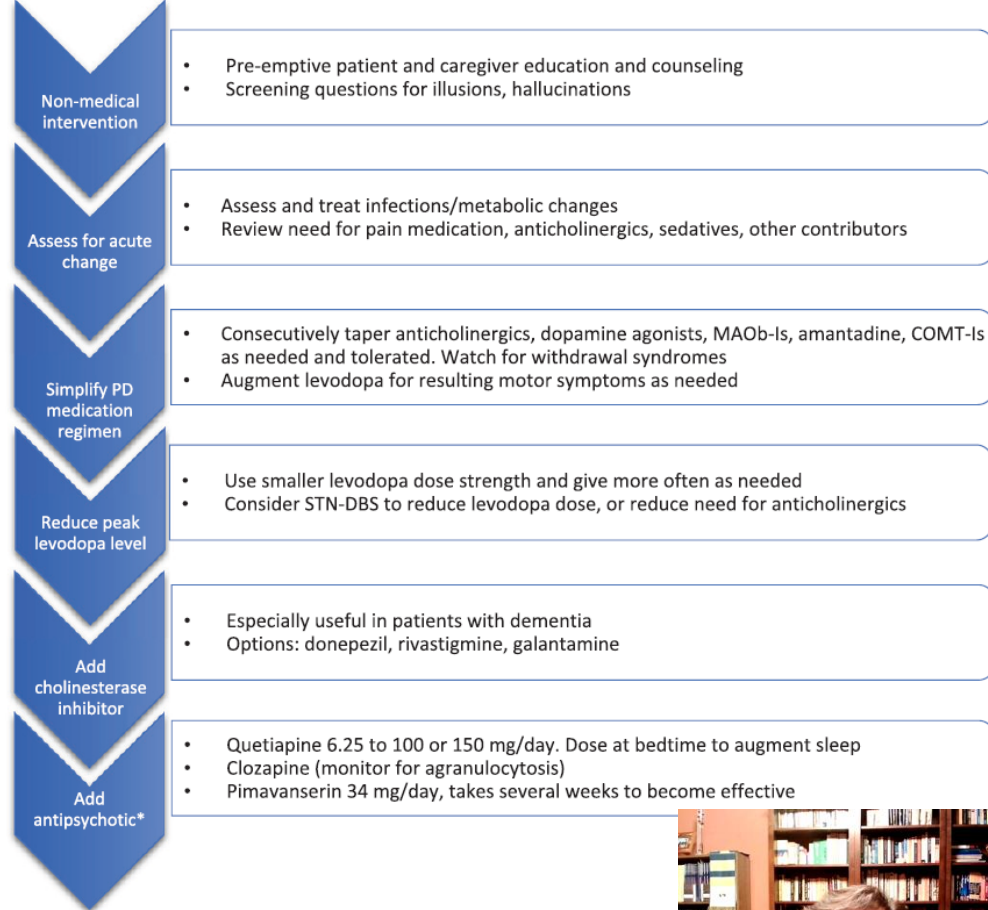 Non-medical
intervention
• Pre-emptive patient and caregiver education and counseling
• Screening questions for illusions, hallucinations
Assess for acute
change
• Assess and treat infections/metabolic changes
• Review need for pain medication, anticholinergics, sedatives, other contributors
Simplify PD
medication
regimen
• Consecutively taper anticholinergics, dopamine agonists, MAOb-Is, amantadine, COMT-Is
as needed and tolerated. Watch for withdrawal syndromes
• Augment levodopa for resulting motor symptoms as needed
Reduce peak
levodopa level
• Use smaller levodopa dose strength and give more often as needed
• Consider STN-DBS to reduce levodopa dose, or reduce need for anticholinergics
Add
cholinesterase
inhibitor
• Especially useful in patients with dementia
• Options: donepezil, rivastigmine, galantamine
Add
antipsychotic*
• Quetiapine 6.25 to 100 or 150 mg/day. Dose at bedtime to augment sleep
• Clozapine (monitor for agranulocytosis)
• Pimavanserin 34 mg/day, takes several weeks to become effective